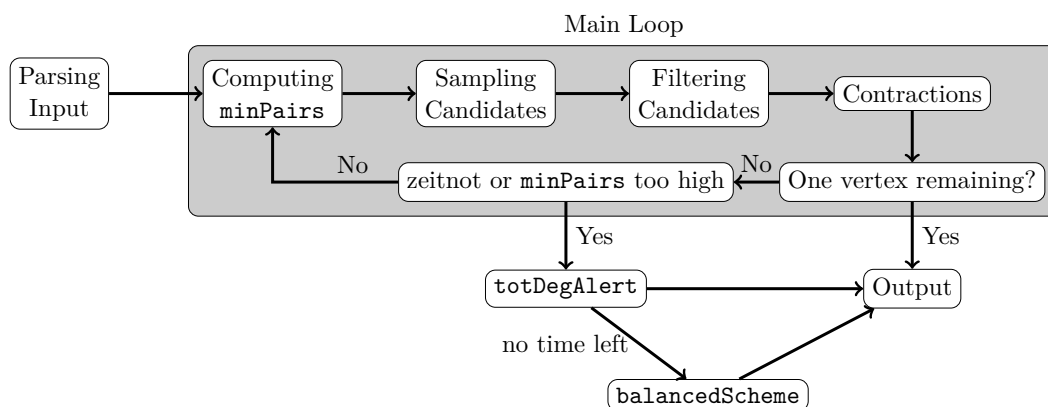 Main Loop
Parsing
Input
Computing
minPairs
Sampling
Candidates
Filtering
Candidates
Contractions
No
zeitnot or minPairs too high
No
One vertex remaining?
Yes
Yes
totDegAlert
Output
no time left
balancedScheme